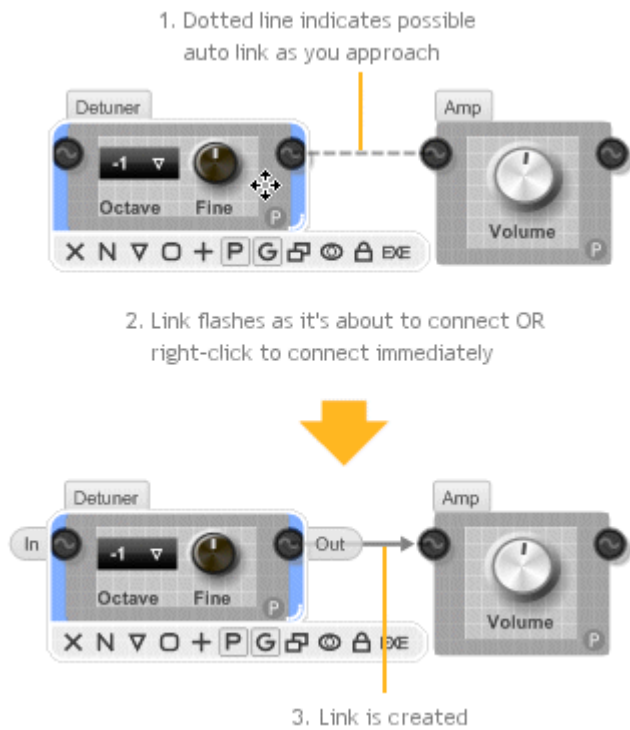 1. Dotted line indicates possible
auto link as you approach
Detuner
Amp
-1
Octave Fine
P
Volume
P
X N P G EXE
2. Link flashes as it's about to connect OR
right-click to connect immediately
Detuner
Amp
In
-1
Out
Octave Fine
P
Volume
P
X N P G EXE
3. Link is created